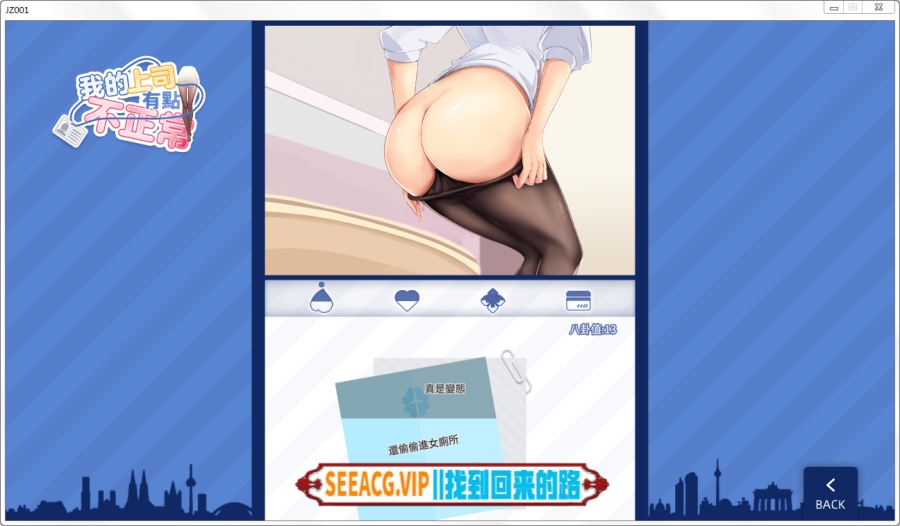 JZ001
我的上司
有點
不正常
八卦值:13
真是變態
還偷偷進女廁所
SEEACG.VIP||找到回来的路
BACK